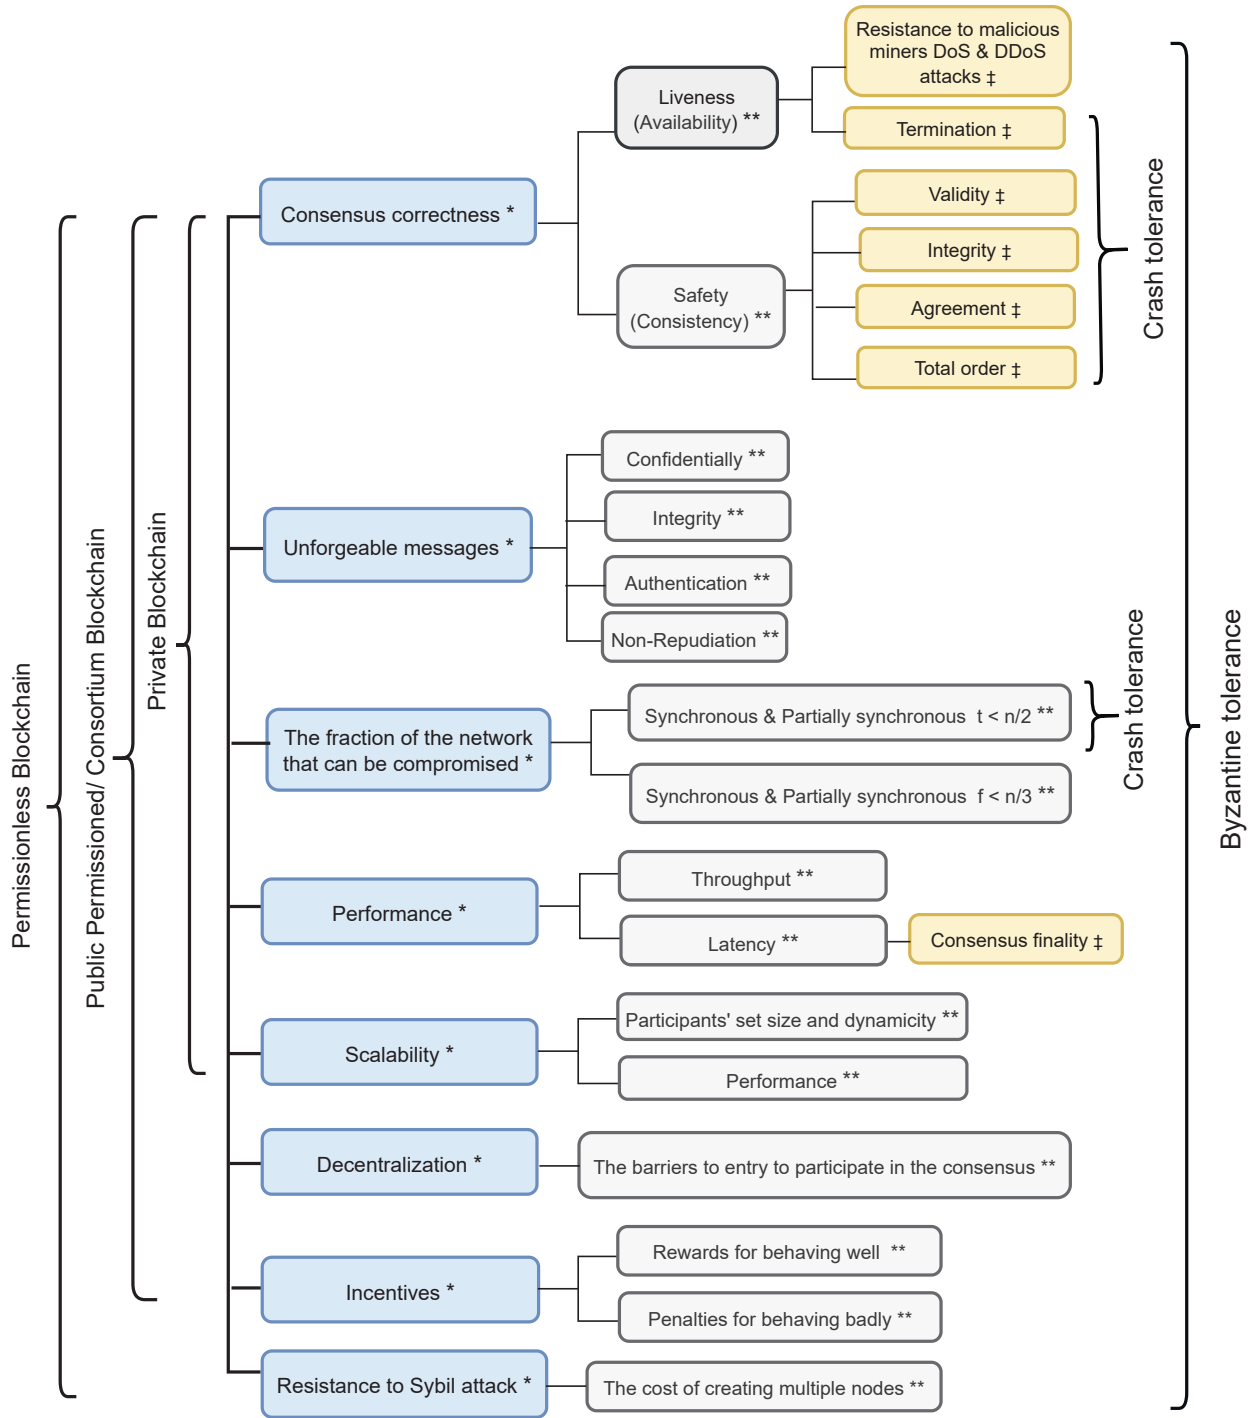 Resistance to malicious
miners DoS & DDoS
attacks ‡
Liveness
(Availability) **
Termination ‡
Consensus correctness *
Validity ‡
Integrity ‡
Safety
(Consistency) **
Agreement ‡
Total order ‡
Crash tolerance
Confidentially **
Integrity **
Unforgeable messages *
Authentication **
Non-Repudiation **
The fraction of the network
that can be compromised *
Synchronous & Partially synchronous t < n/2 **
Synchronous & Partially synchronous f < n/3 **
Crash tolerance
Byzantine tolerance
Permissionless Blockchain
Public Permissioned/ Consortium Blockchain
Private Blockchain
Performance *
Throughput **
Latency **
Consensus finality ‡
Scalability *
Participants' set size and dynamicity **
Performance **
Decentralization *
The barriers to entry to participate in the consensus **
Incentives *
Rewards for behaving well **
Penalties for behaving badly **
Resistance to Sybil attack *
The cost of creating multiple nodes **